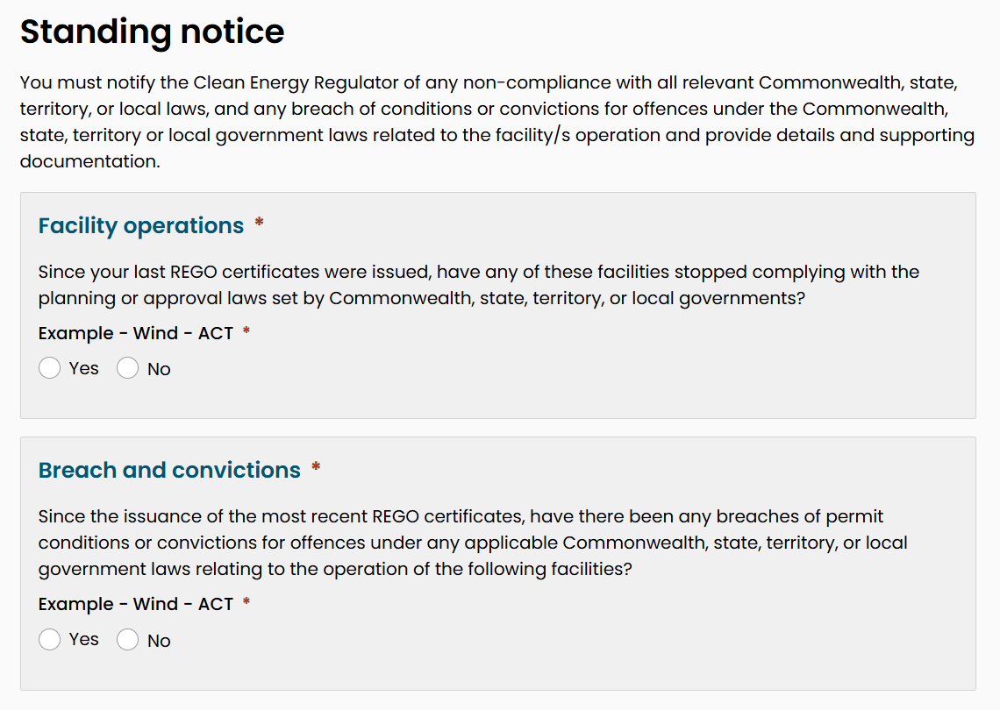 Standing notice
You must notify the Clean Energy Regulator of any non-compliance with all relevant Commonwealth, state,
territory, or local laws, and any breach of conditions or convictions for offences under the Commonwealth,
state, territory or local government laws related to the facility/s operation and provide details and supporting
documentation.
Facility operations *
Since your last REGO certificates were issued, have any of these facilities stopped complying with the
planning or approval laws set by Commonwealth, state, territory, or local governments?
Example - Wind - ACT *
Yes No
Breach and convictions *
Since the issuance of the most recent REGO certificates, have there been any breaches of permit
conditions or convictions for offences under any applicable Commonwealth, state, territory, or local
government laws relating to the operation of the following facilities?
Example - Wind - ACT *
Yes No